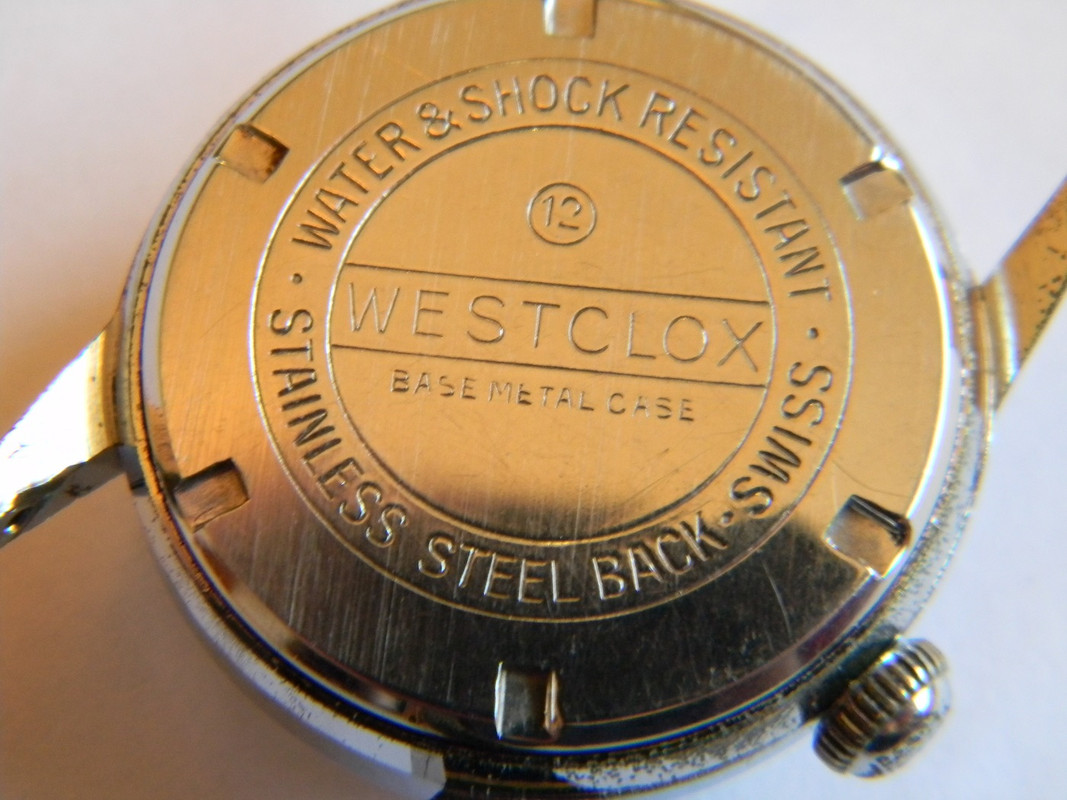 WATER & SHOCK RESISTANT · SWISS · STAINLESS STEEL BACK ·
12
WESTCLOX
BASE METAL CASE